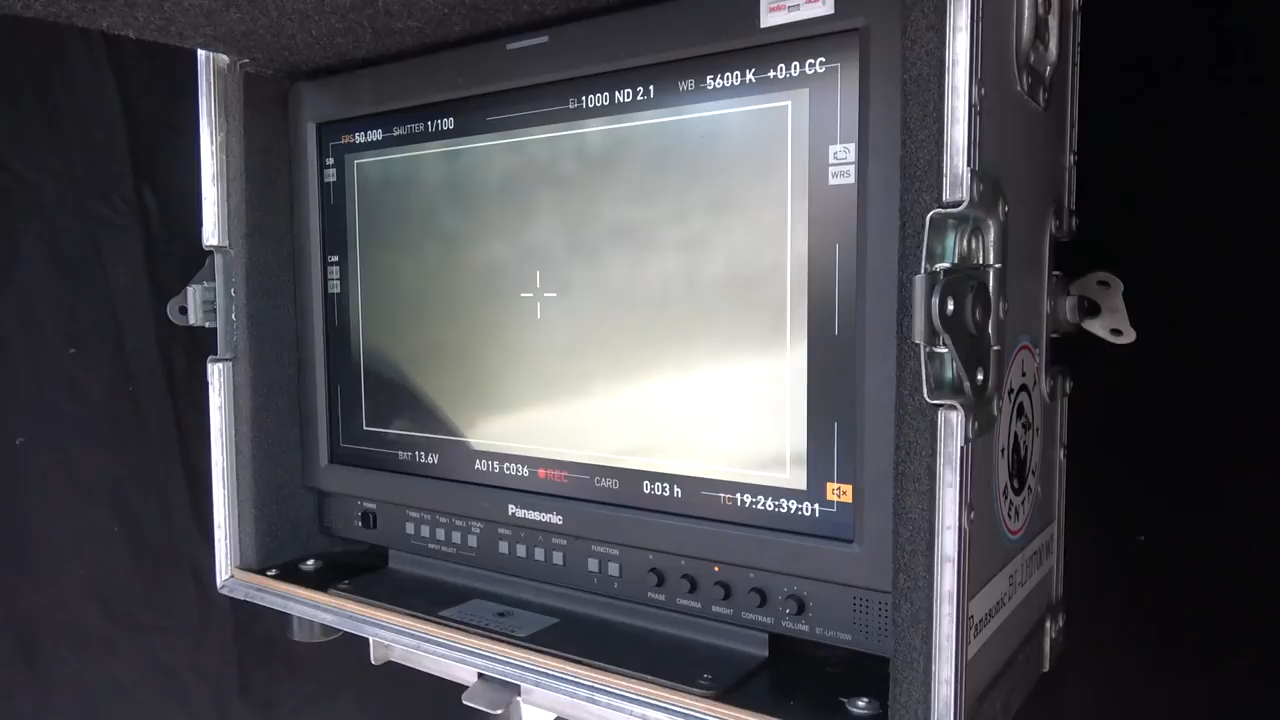 FPS 50.000 SHUTTER 1/100 EI 1000 ND 2.1 WB 5600 K +0.0 CC
SDI
WRS
CAM
BAT 13.6V A015 C036 REC CARD 0:03 h TC 19:26:39:01
Panasonic
POWER
INPUT SELECT
MENU ENTER
FUNCTION
1 2
PHASE CHROMA BRIGHT CONTRAST VOLUME
BT-LH1700W
RENTAL
Panasonic BT-LH1700W